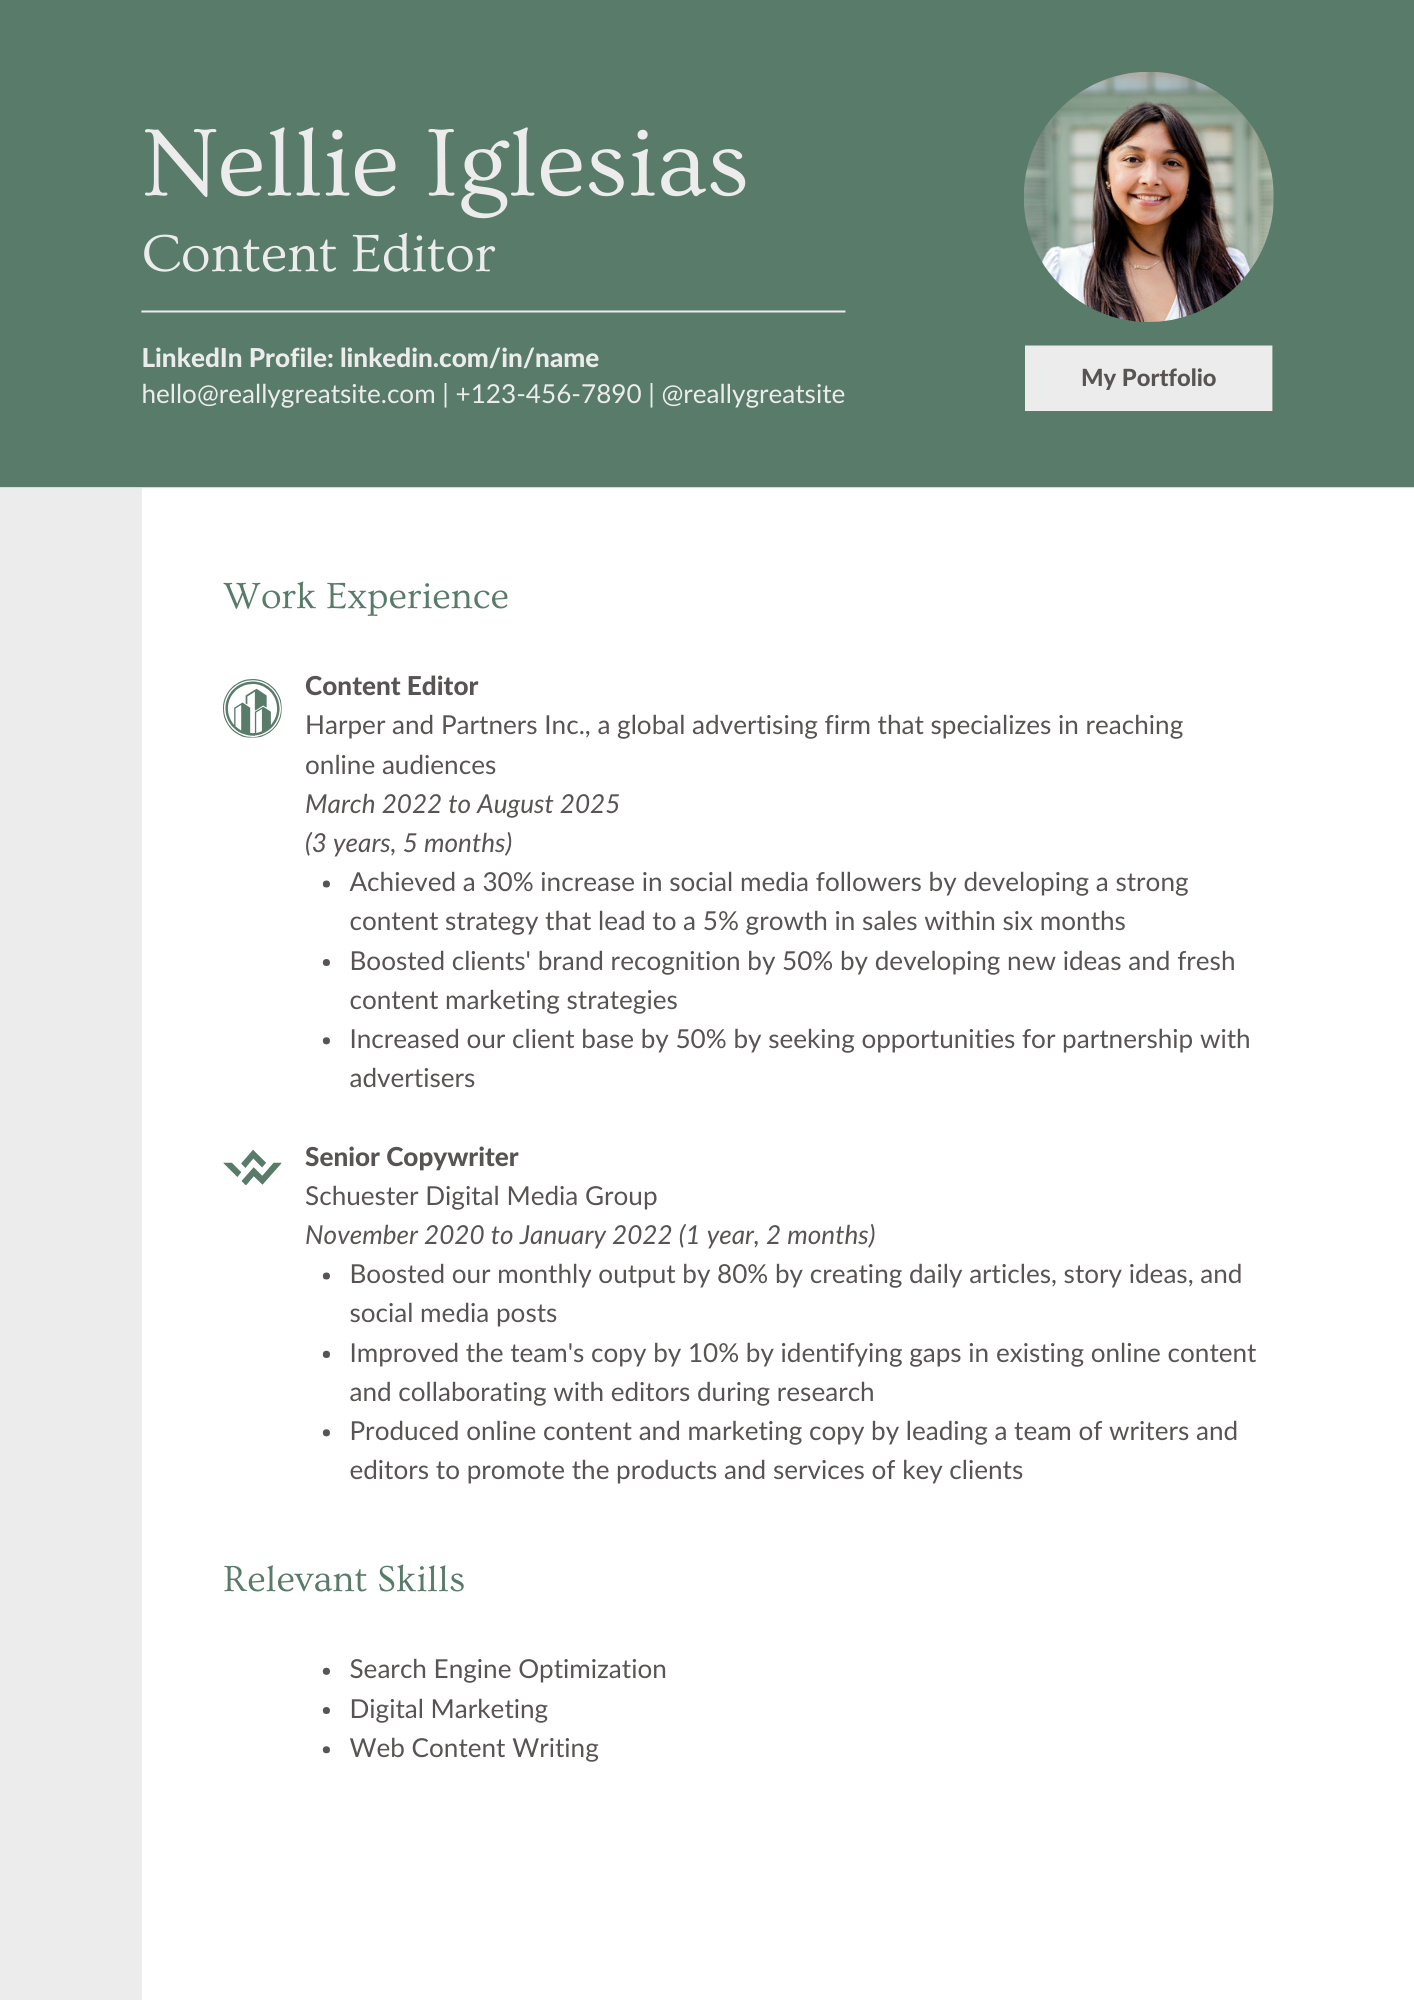 Nellie Iglesias
Content Editor
LinkedIn Profile: linkedin.com/in/name
hello@reallygreatsite.com | +123-456-7890 | @reallygreatsite
My Portfolio
Work Experience
Content Editor
Harper and Partners Inc., a global advertising firm that specializes in reaching
online audiences
March 2022 to August 2025
(3 years, 5 months)
• Achieved a 30% increase in social media followers by developing a strong
content strategy that lead to a 5% growth in sales within six months
• Boosted clients' brand recognition by 50% by developing new ideas and fresh
content marketing strategies
• Increased our client base by 50% by seeking opportunities for partnership with
advertisers
Senior Copywriter
Schuester Digital Media Group
November 2020 to January 2022 (1 year, 2 months)
• Boosted our monthly output by 80% by creating daily articles, story ideas, and
social media posts
• Improved the team's copy by 10% by identifying gaps in existing online content
and collaborating with editors during research
• Produced online content and marketing copy by leading a team of writers and
editors to promote the products and services of key clients
Relevant Skills
• Search Engine Optimization
• Digital Marketing
• Web Content Writing